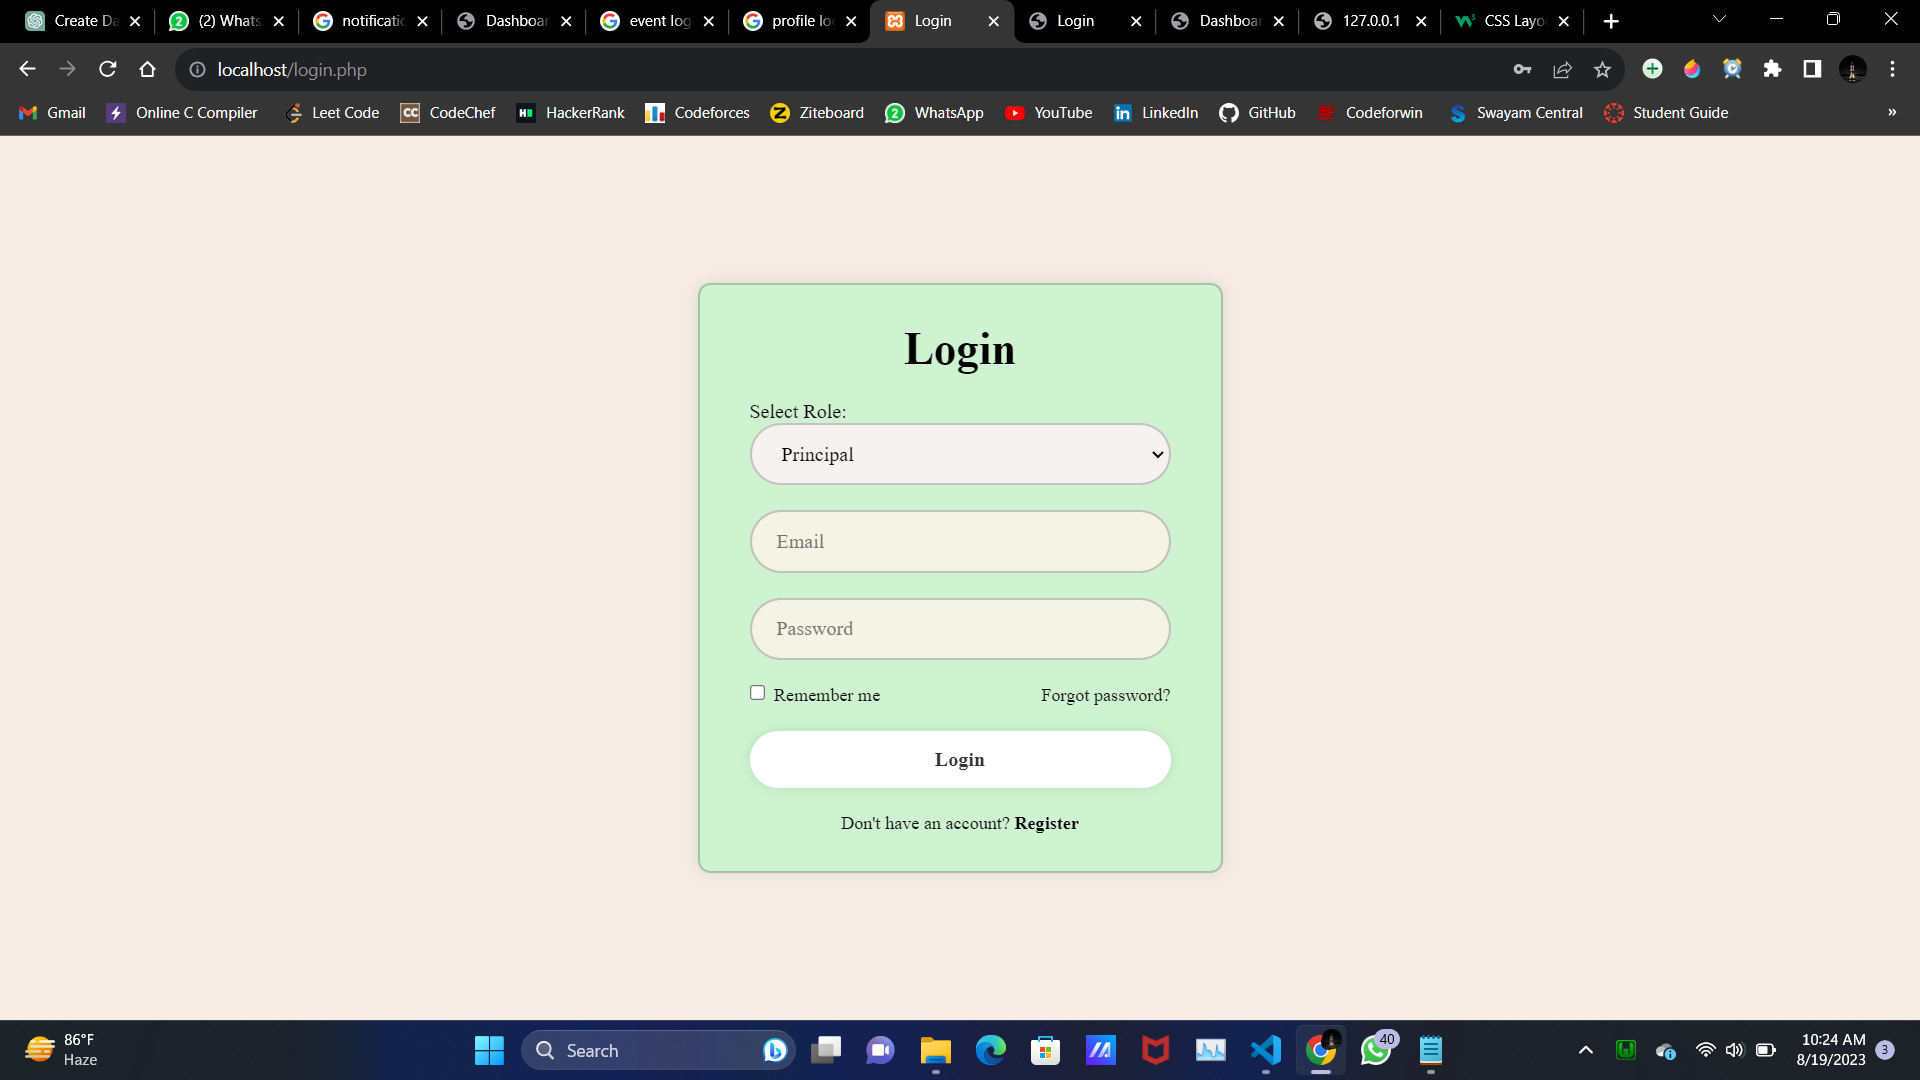 Create Da
(2) Whats
notificatio
Dashboar
event log
profile lo
Login
Login
Dashboar
127.0.0.1
CSS Layo
localhost/login.php
Gmail
Online C Compiler
Leet Code
CodeChef
HackerRank
Codeforces
Ziteboard
WhatsApp
YouTube
LinkedIn
GitHub
Codeforwin
Swayam Central
Student Guide
»
Login
Select Role:
Principal
Email
Password
Remember me Forgot password?
Login
Don't have an account? Register
86°F
Haze
Search
40
10:24 AM
8/19/2023
3